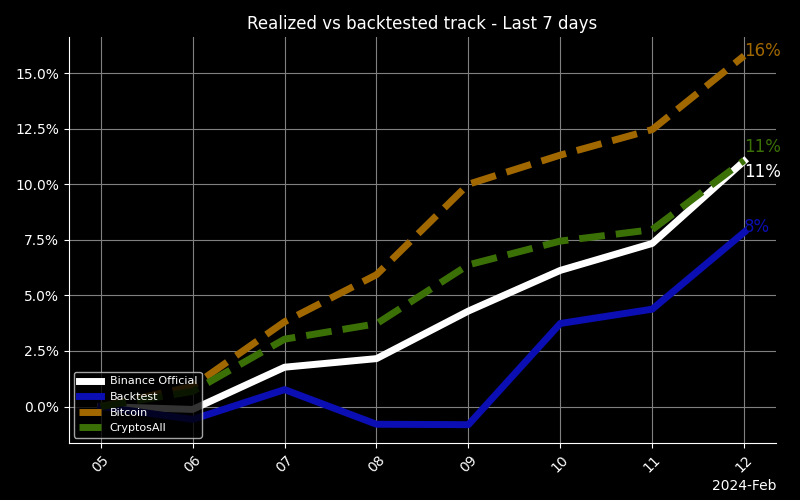 Realized vs backtested track - Last 7 days
16%
15.0%
12.5%
11%
11%
10.0%
8%
7.5%
5.0%
2.5%
0.0%
Binance Official
Backtest
Bitcoin
CryptosAll
05 06 07 08 09 10 11 12
2024-Feb